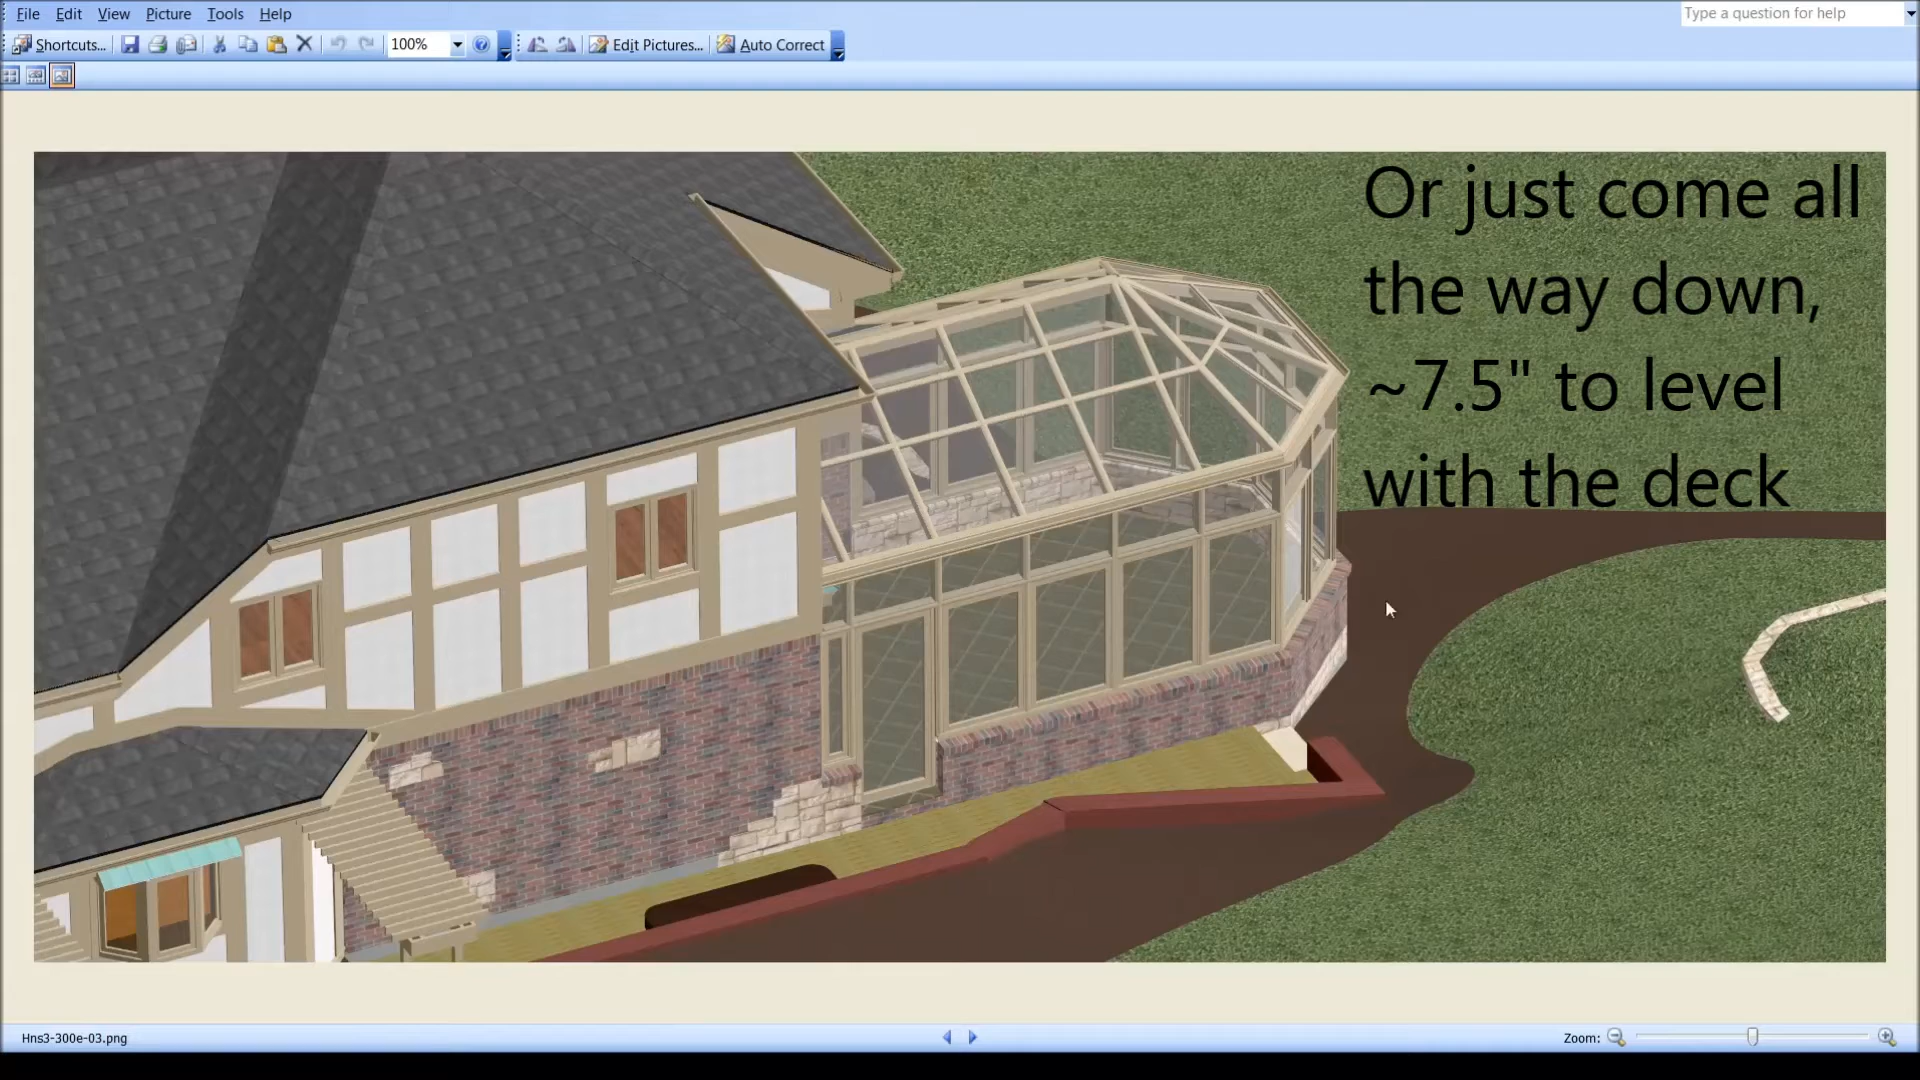 File Edit View Picture Tools Help
Type a question for help
Shortcuts... 100% Edit Pictures... Auto Correct
Or just come all
the way down,
~7.5" to level
with the deck
Hns3-300e-03.png
Zoom: